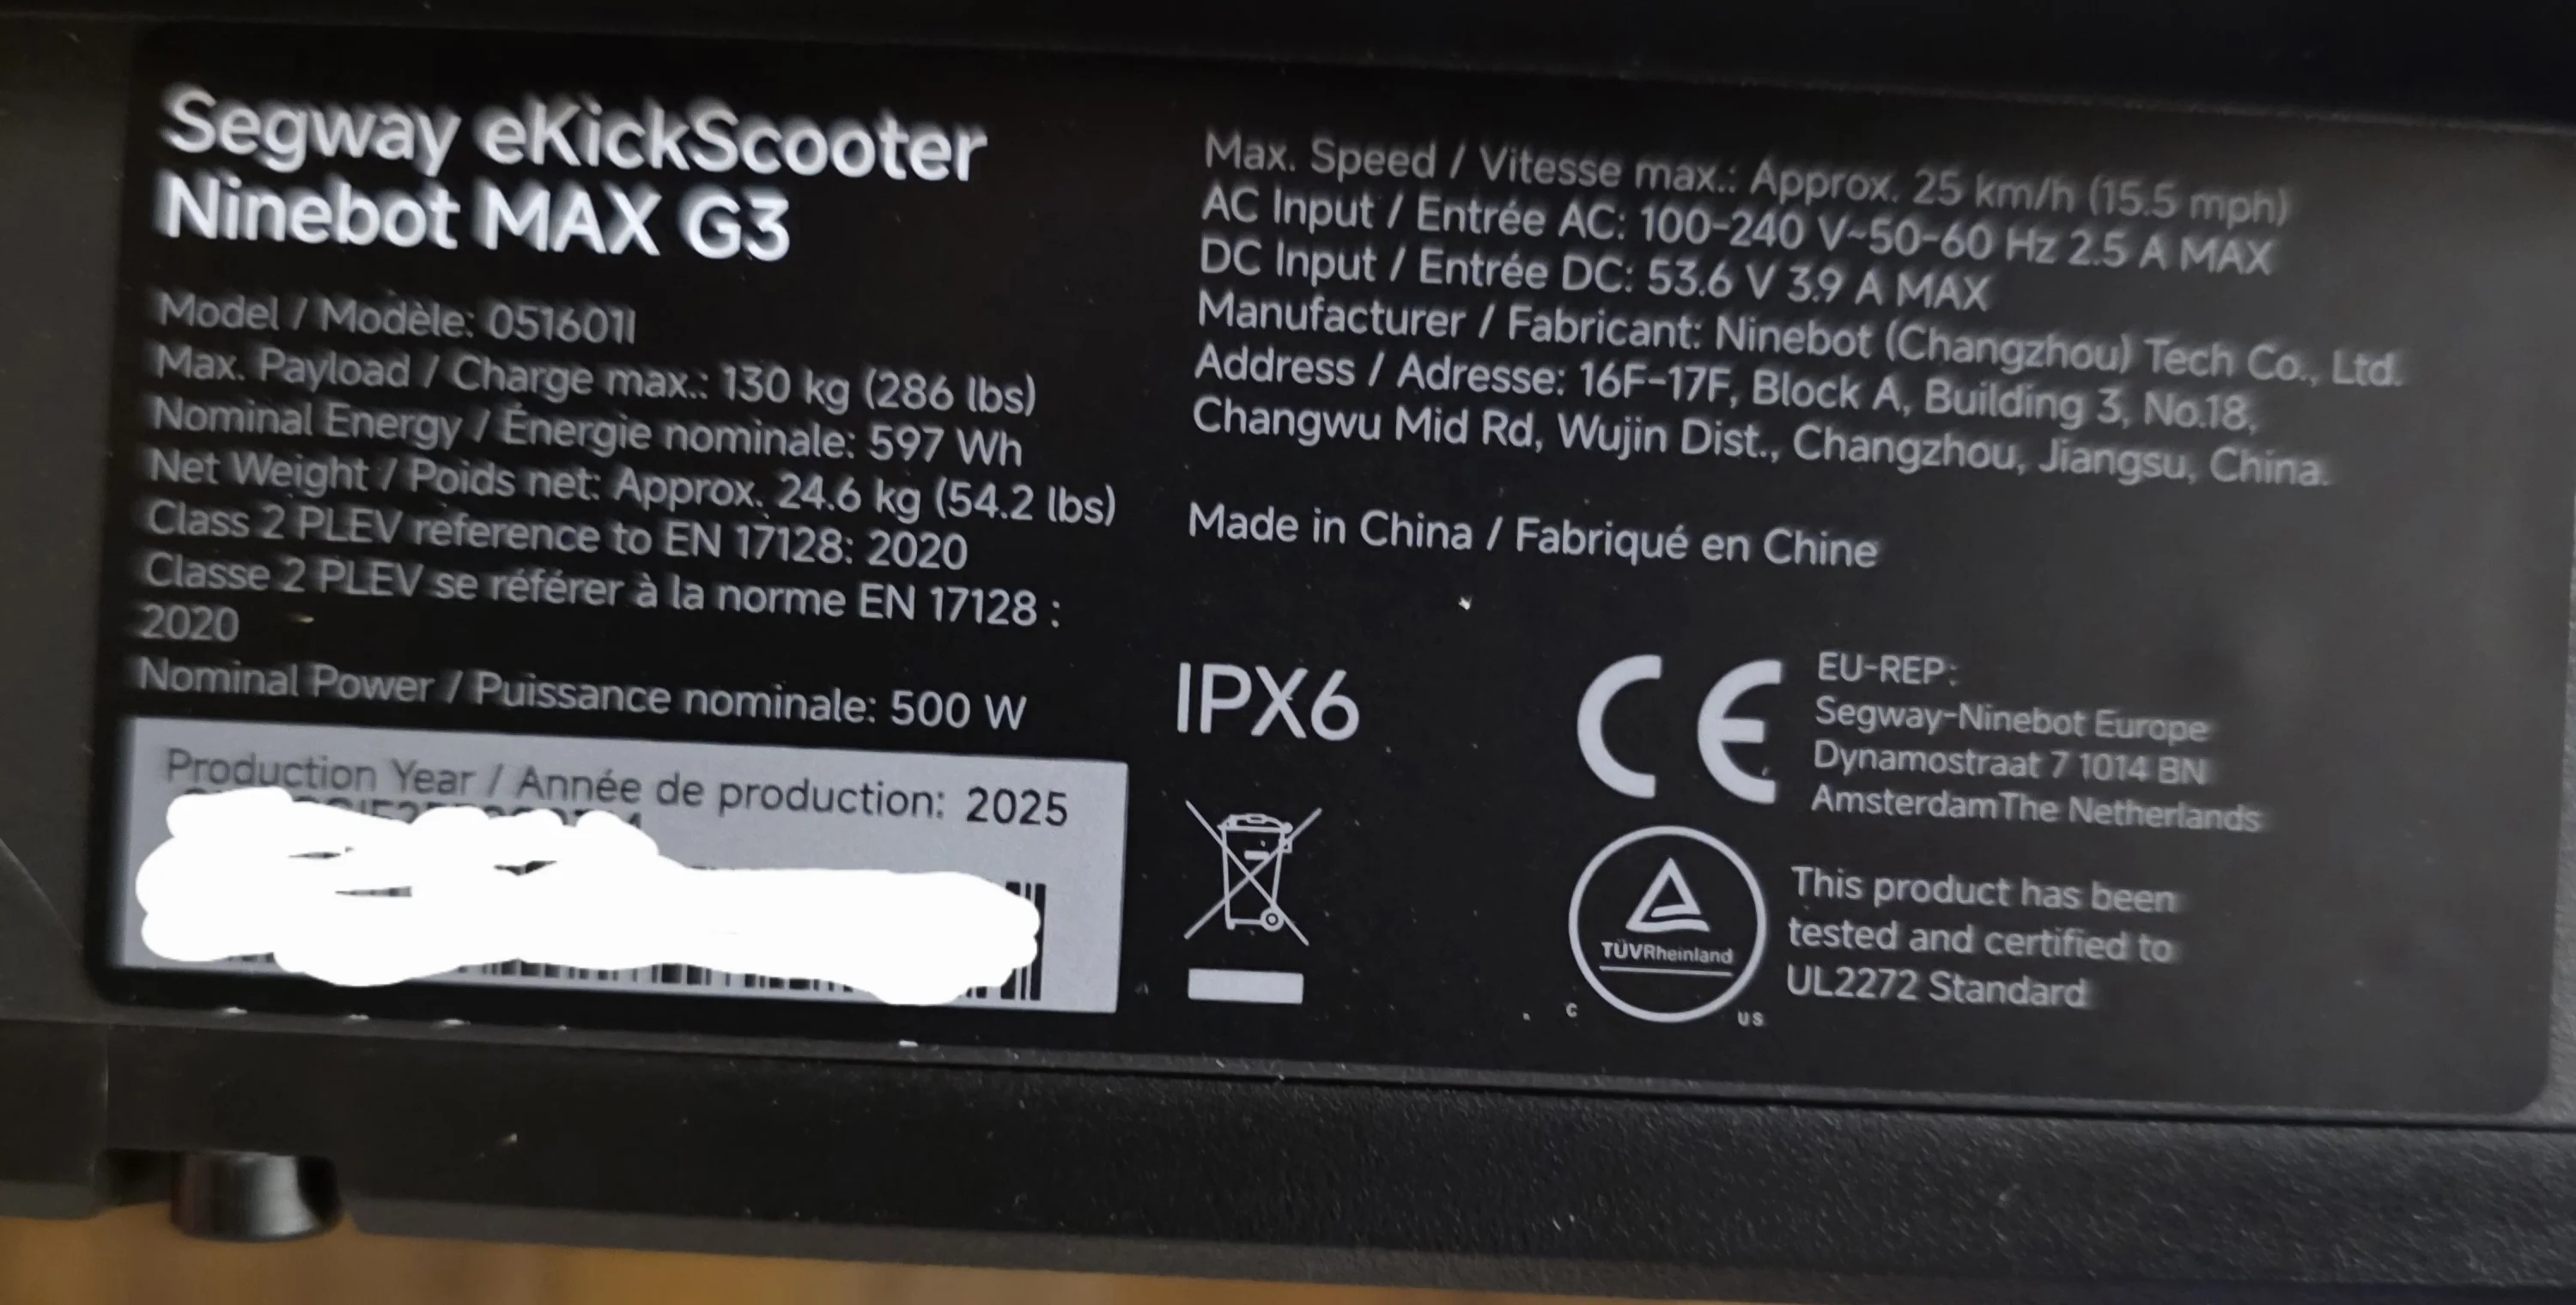 Segway eKickScooter
Ninebot MAX G3
Model / Modèle: 051601I
Max. Payload / Charge max.: 130 kg (286 lbs)
Nominal Energy / Énergie nominale: 597 Wh
Net Weight / Poids net: Approx. 24.6 kg (54.2 lbs)
Class 2 PLEV reference to EN 17128: 2020
Classe 2 PLEV se référer à la norme EN 17128 :
2020
Nominal Power / Puissance nominale: 500 W
Production Year / Année de production: 2025
Max. Speed / Vitesse max.: Approx. 25 km/h (15.5 mph)
AC Input / Entrée AC: 100-240 V~50-60 Hz 2.5 A MAX
DC Input / Entrée DC: 53.6 V 3.9 A MAX
Manufacturer / Fabricant: Ninebot (Changzhou) Tech Co., Ltd.
Address / Adresse: 16F-17F, Block A, Building 3, No.18,
Changwu Mid Rd, Wujin Dist., Changzhou, Jiangsu, China.
Made in China / Fabriqué en Chine
IPX6
CE
EU-REP:
Segway-Ninebot Europe
Dynamostraat 7 1014 BN
AmsterdamThe Netherlands
TÜVRheinland
C US
This product has been
tested and certified to
UL2272 Standard